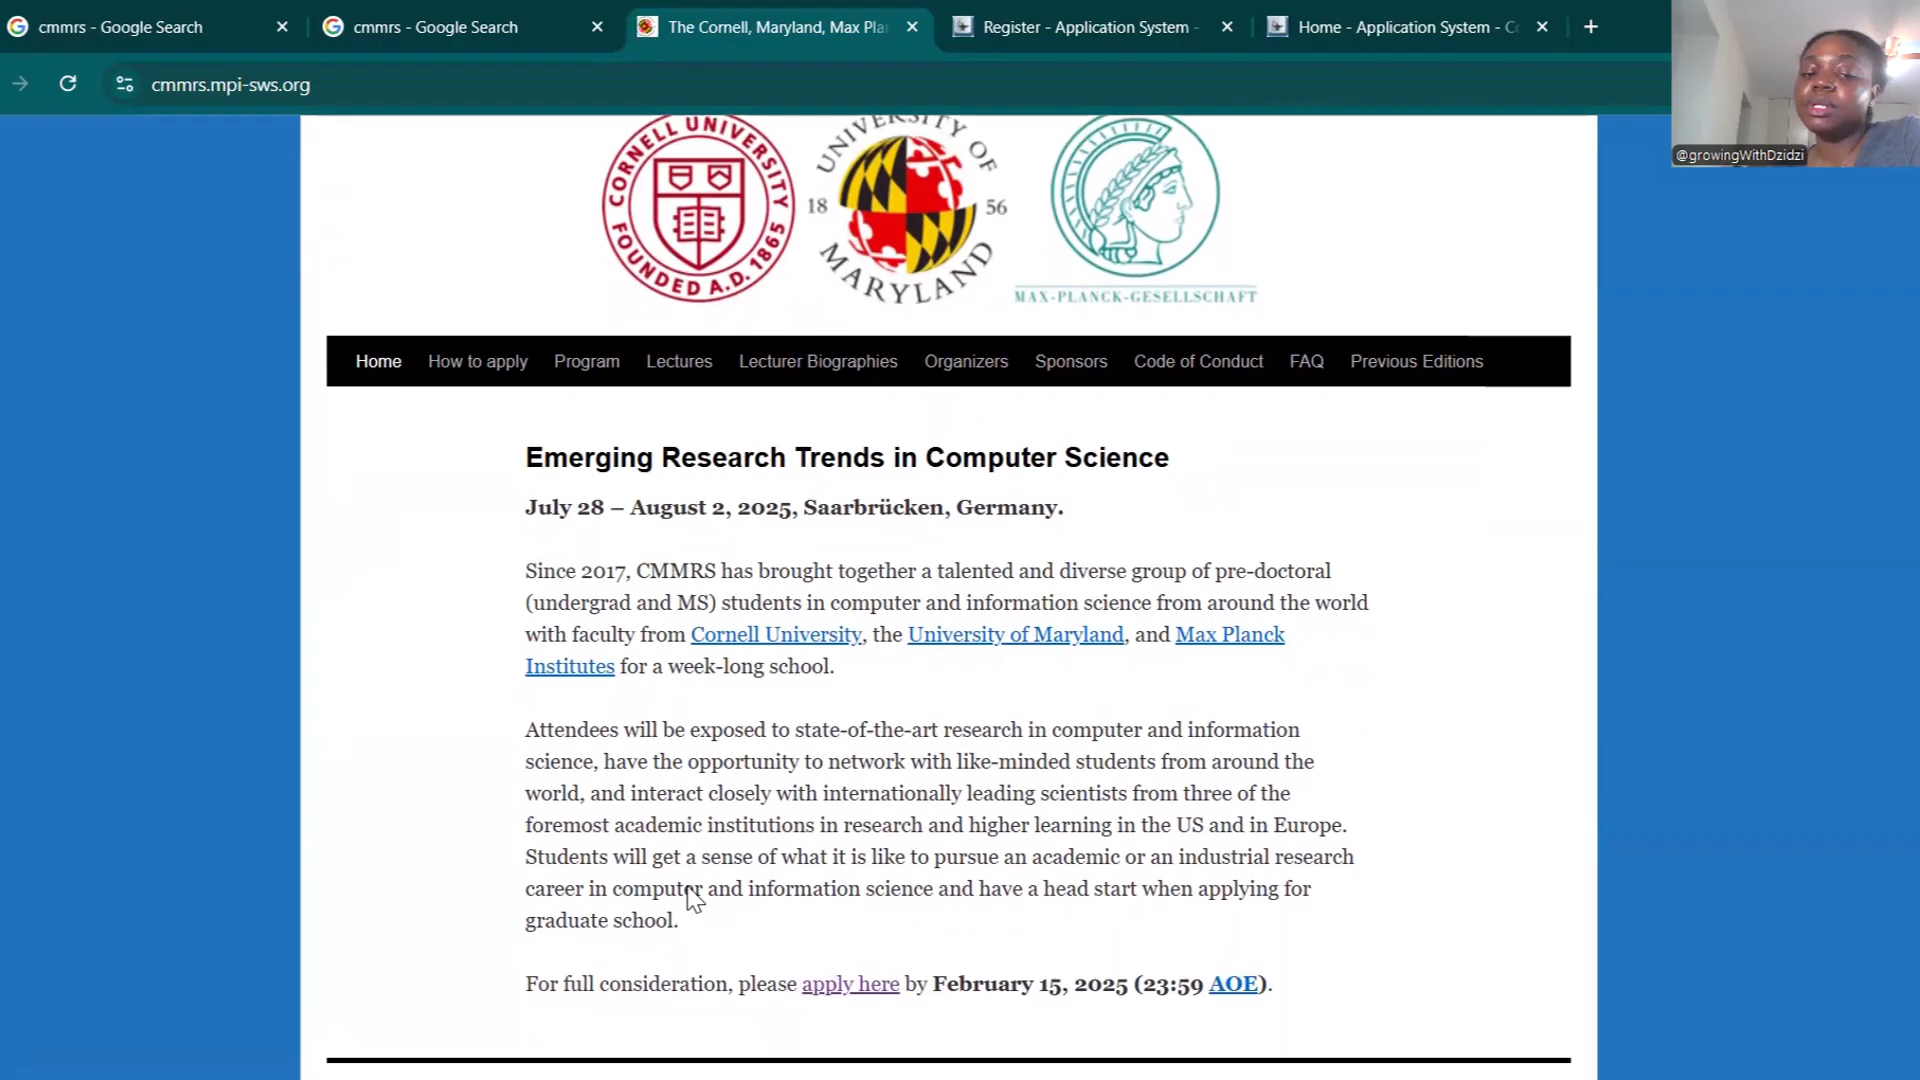 cmmrs - Google Search
cmmrs - Google Search
The Cornell, Maryland, Max Pla
Register - Application System -
Home - Application System - Co
cmmrs.mpi-sws.org
@growingWithDzidzi
CORNELL UNIVERSITY
FOUNDED A.D. 1865
UNIVERSITY OF
18 56
MARYLAND
MAX-PLANCK-GESELLSCHAFT
Home How to apply Program Lectures Lecturer Biographies Organizers Sponsors Code of Conduct FAQ Previous Editions
Emerging Research Trends in Computer Science
July 28 – August 2, 2025, Saarbrücken, Germany.
Since 2017, CMMRS has brought together a talented and diverse group of pre-doctoral
(undergrad and MS) students in computer and information science from around the world
with faculty from Cornell University, the University of Maryland, and Max Planck
Institutes for a week-long school.
Attendees will be exposed to state-of-the-art research in computer and information
science, have the opportunity to network with like-minded students from around the
world, and interact closely with internationally leading scientists from three of the
foremost academic institutions in research and higher learning in the US and in Europe.
Students will get a sense of what it is like to pursue an academic or an industrial research
career in computer and information science and have a head start when applying for
graduate school.
For full consideration, please apply here by February 15, 2025 (23:59 AOE).